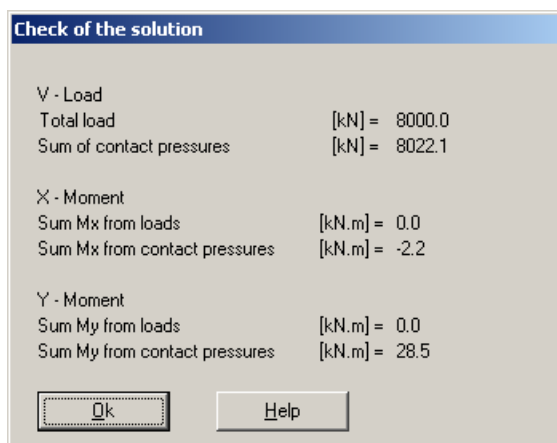 Check of the solution
V - Load
Total load [kN] = 8000.0
Sum of contact pressures [kN] = 8022.1
X - Moment
Sum Mx from loads [kN.m] = 0.0
Sum Mx from contact pressures [kN.m] = -2.2
Y - Moment
Sum My from loads [kN.m] = 0.0
Sum My from contact pressures [kN.m] = 28.5
Ok Help